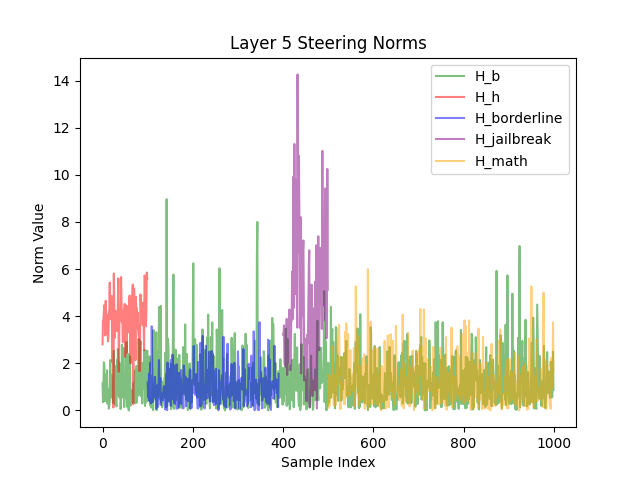 Layer 5 Steering Norms
H_b
H_h
H_borderline
H_jailbreak
H_math
14
12
10
8
6
4
2
0
Norm Value
0
200
400
600
800
1000
Sample Index